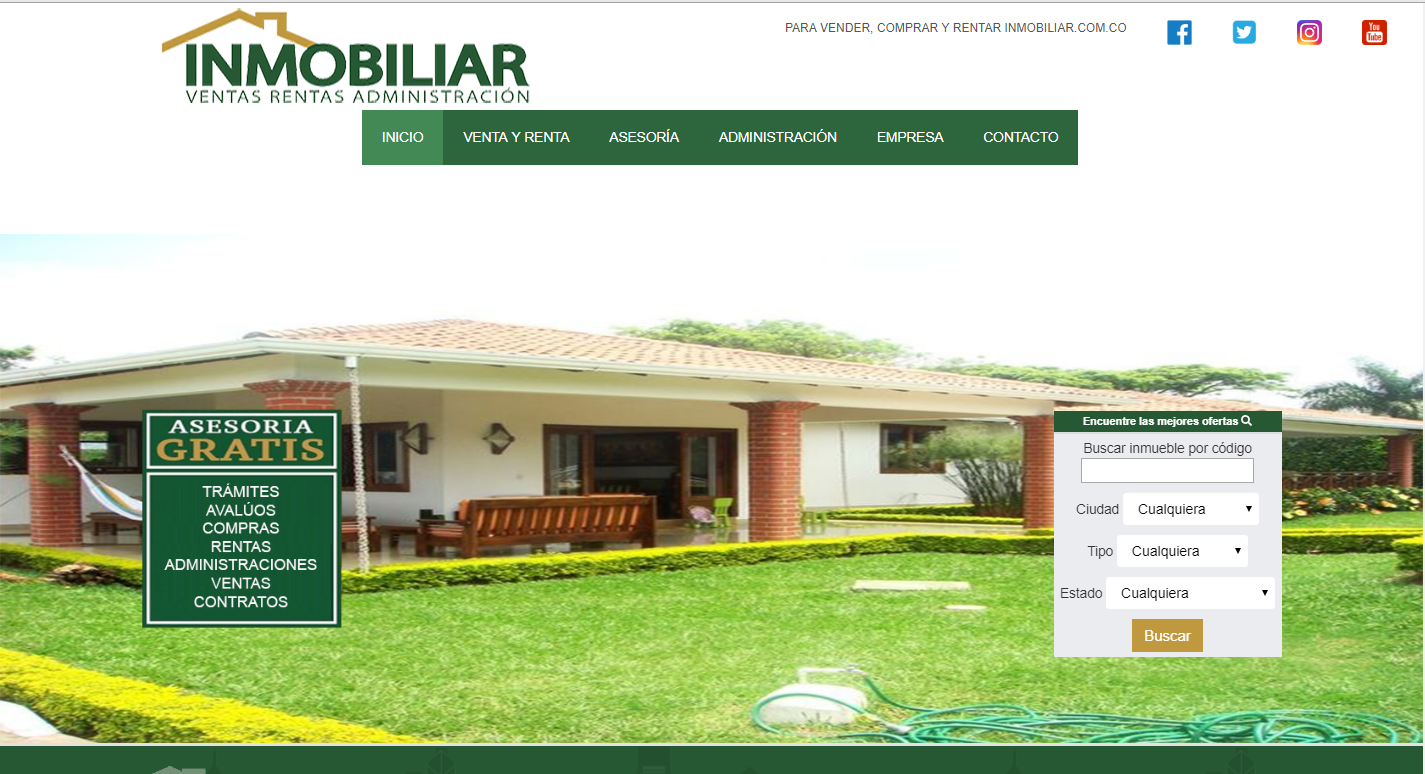 INMOBILIAR
VENTAS RENTAS ADMINISTRACIÓN
PARA VENDER, COMPRAR Y RENTAR INMOBILIAR.COM.CO
You
Tube
INICIO VENTA Y RENTA ASESORÍA ADMINISTRACIÓN EMPRESA CONTACTO
ASESORIA
GRATIS
TRÁMITES
AVALÚOS
COMPRAS
RENTAS
ADMINISTRACIONES
VENTAS
CONTRATOS
Encuentre las mejores ofertas
Buscar inmueble por código
Ciudad Cualquiera
Tipo Cualquiera
Estado Cualquiera
Buscar